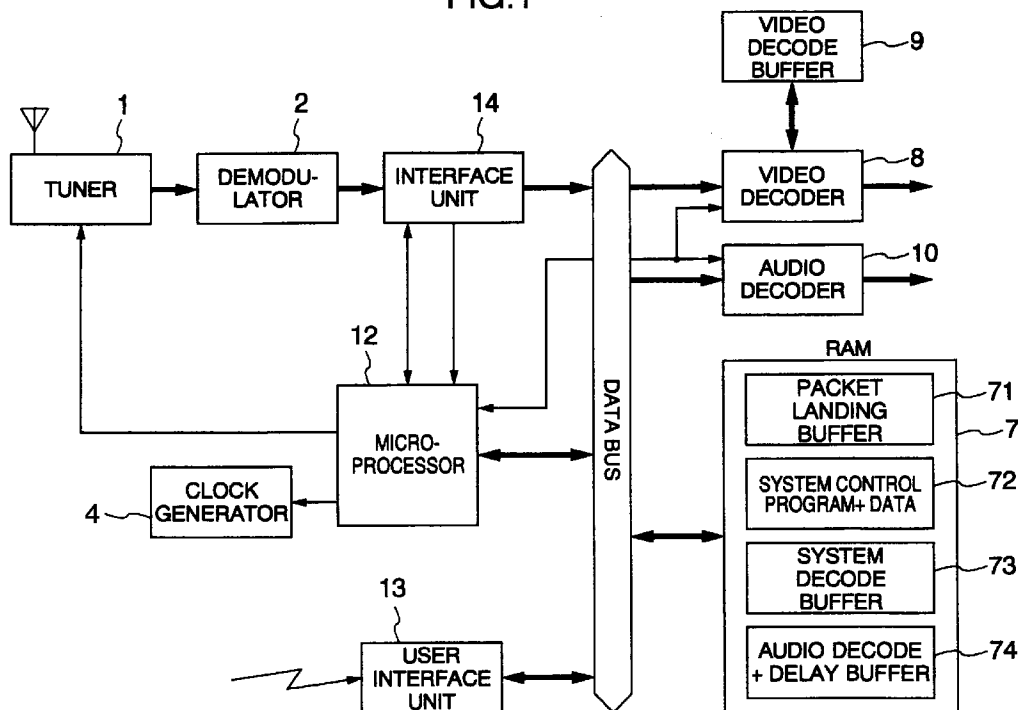 FIG.1
VIDEO
DECODE
BUFFER
9
1
2
14
8
TUNER
DEMODU-
LATOR
INTERFACE
UNIT
VIDEO
DECODER
10
AUDIO
DECODER
12
MICRO-
PROCESSOR
DATA BUS
RAM
PACKET
LANDING
BUFFER
71
7
4
CLOCK
GENERATOR
SYSTEM CONTROL
PROGRAM+ DATA
72
SYSTEM
DECODE
BUFFER
73
13
USER
INTERFACE
UNIT
AUDIO DECODE
+ DELAY BUFFER
74